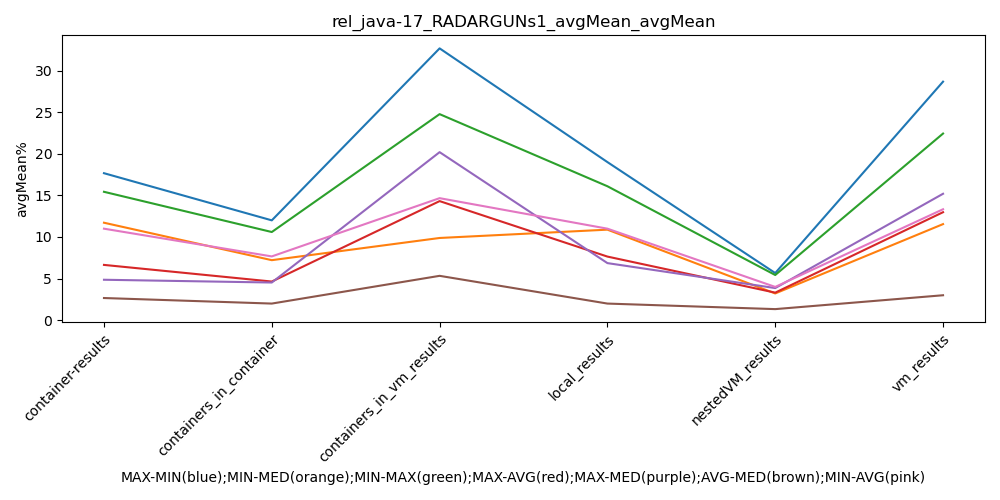 rel_java-17_RADARGUNs1_avgMean_avgMean
avgMean%
30
25
20
15
10
5
0
container-results
containers_in_container
containers_in_vm_results
local_results
nestedVM_results
vm_results
MAX-MIN(blue);MIN-MED(orange);MIN-MAX(green);MAX-AVG(red);MAX-MED(purple);AVG-MED(brown);MIN-AVG(pink)